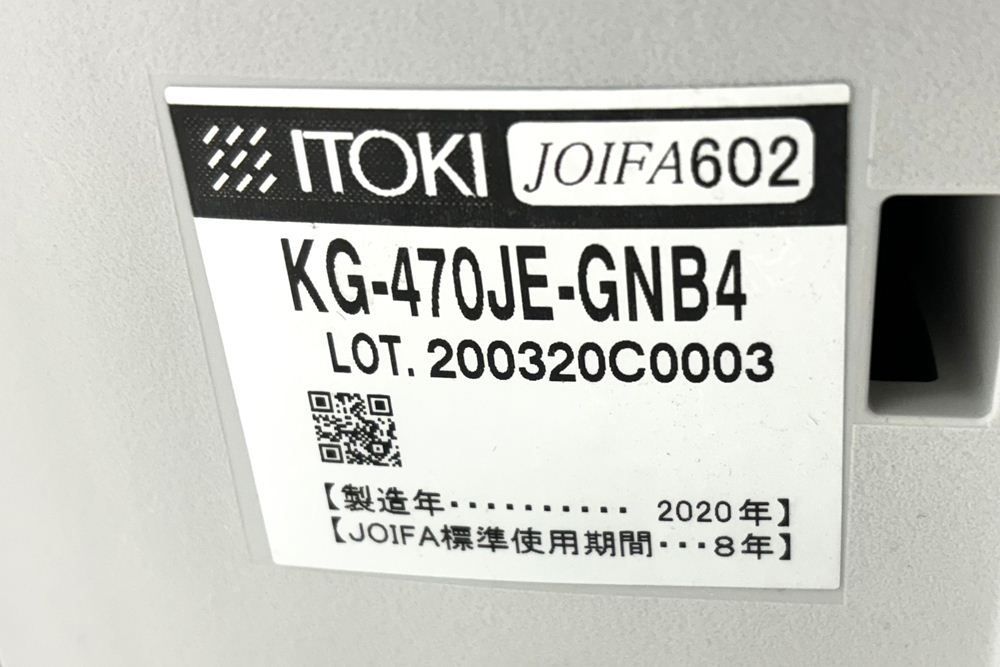 ITOKI JOIFA602
KG-470JE-GNB4
LOT. 200320C0003
【製造年・・・・・・・・・・ 2020年】
【JOIFA標準使用期間・・・8年】